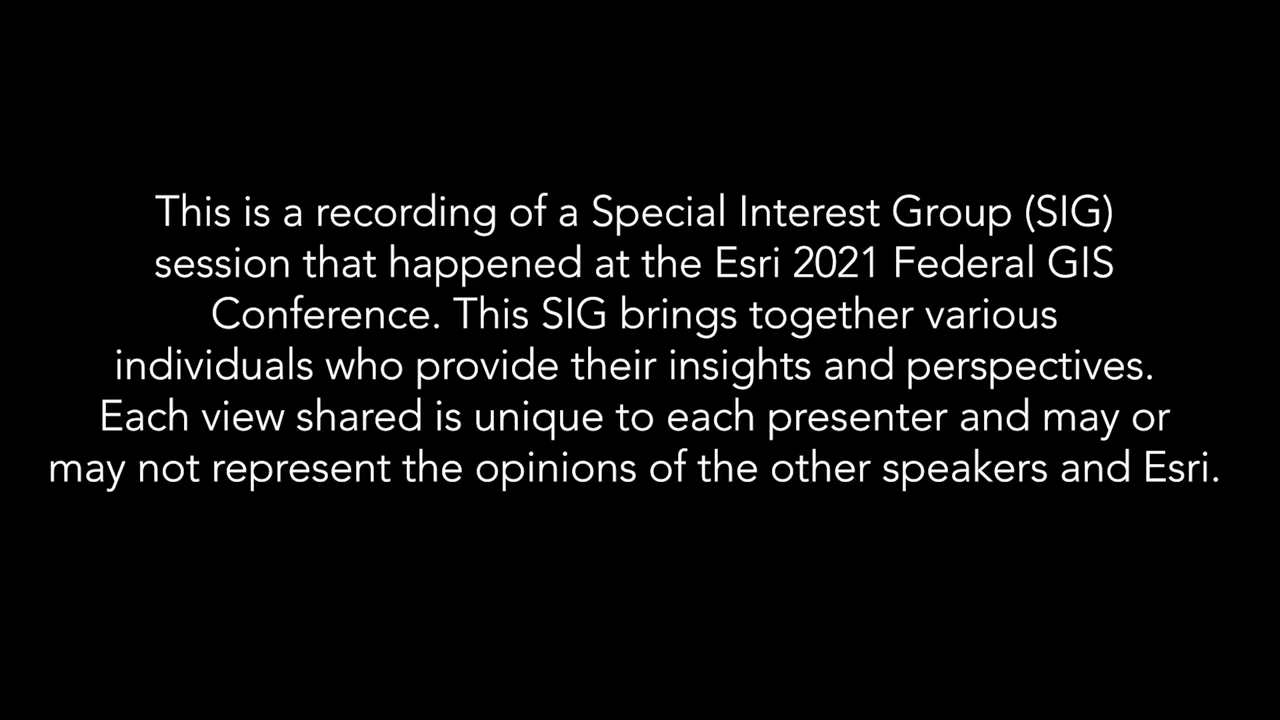 This is a recording of a Special Interest Group (SIG)
session that happened at the Esri 2021 Federal GIS
Conference. This SIG brings together various
individuals who provide their insights and perspectives.
Each view shared is unique to each presenter and may or
may not represent the opinions of the other speakers and Esri.